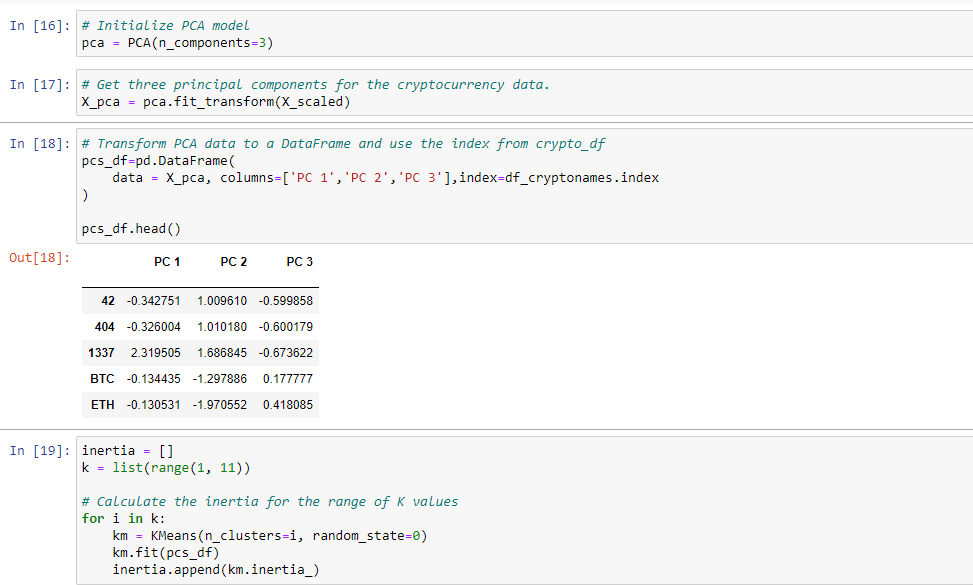 In [16]: # Initialize PCA model
pca = PCA(n_components=3)
In [17]: # Get three principal components for the cryptocurrency data.
X_pca = pca.fit_transform(X_scaled)
In [18]: # Transform PCA data to a DataFrame and use the index from crypto_df
pcs_df=pd.DataFrame(
    data = X_pca, columns=['PC 1','PC 2','PC 3'],index=df_cryptonames.index
)
pcs_df.head()
Out[18]:
PC 1 PC 2 PC 3
42 -0.342751 1.009610 -0.599858
404 -0.326004 1.010180 -0.600179
1337 2.319505 1.686845 -0.673622
BTC -0.134435 -1.297886 0.177777
ETH -0.130531 -1.970552 0.418085
In [19]: inertia = []
k = list(range(1, 11))
# Calculate the inertia for the range of K values
for i in k:
    km = KMeans(n_clusters=i, random_state=0)
    km.fit(pcs_df)
    inertia.append(km.inertia_)